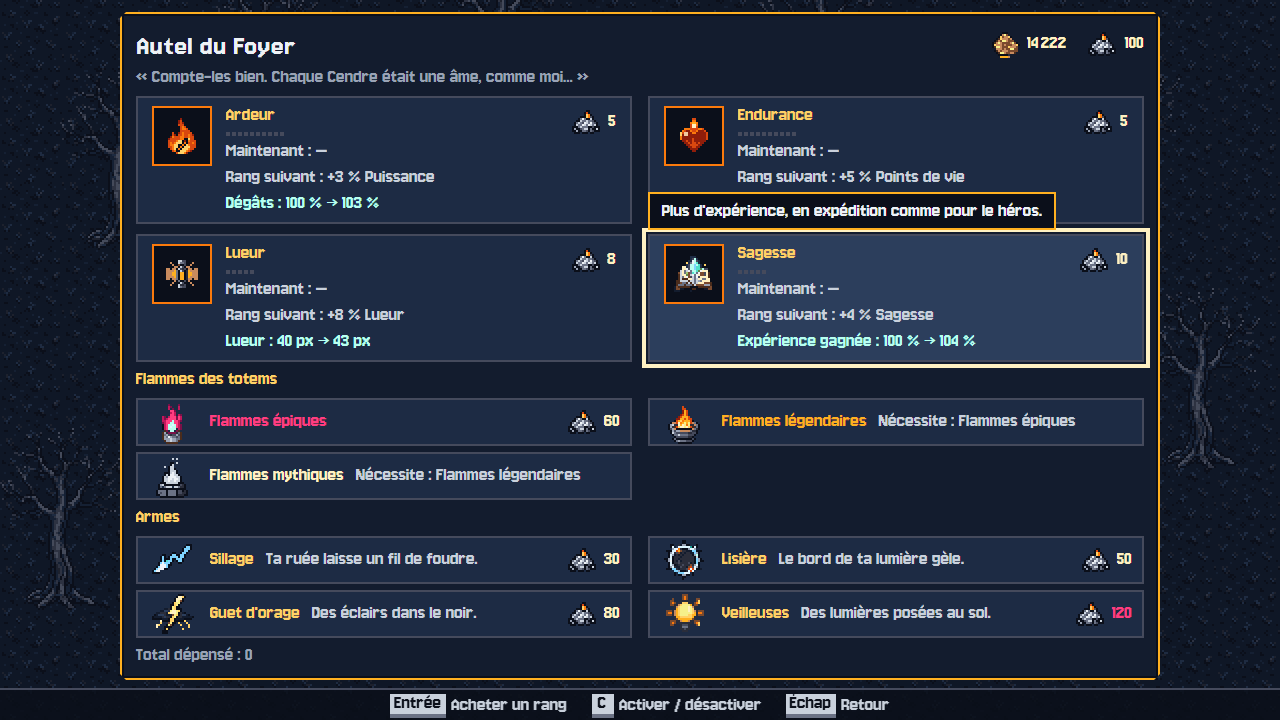 Autel du Foyer
14222
100
« Compte-les bien. Chaque Cendre était une âme, comme moi... »
Ardeur
5
Maintenant : —
Rang suivant : +3 % Puissance
Dégâts : 100 % → 103 %
Endurance
5
Maintenant : —
Rang suivant : +5 % Points de vie
Plus d'expérience, en expédition comme pour le héros.
Lueur
8
Maintenant : —
Rang suivant : +8 % Lueur
Lueur : 40 px → 43 px
Sagesse
10
Maintenant : —
Rang suivant : +4 % Sagesse
Expérience gagnée : 100 % → 104 %
Flammes des totems
Flammes épiques
60
Flammes légendaires Nécessite : Flammes épiques
Flammes mythiques Nécessite : Flammes légendaires
Armes
Sillage Ta ruée laisse un fil de foudre.
30
Lisière Le bord de ta lumière gèle.
50
Guet d'orage Des éclairs dans le noir.
80
Veilleuses Des lumières posées au sol.
120
Total dépensé : 0
Entrée Acheter un rang C Activer / désactiver Échap Retour